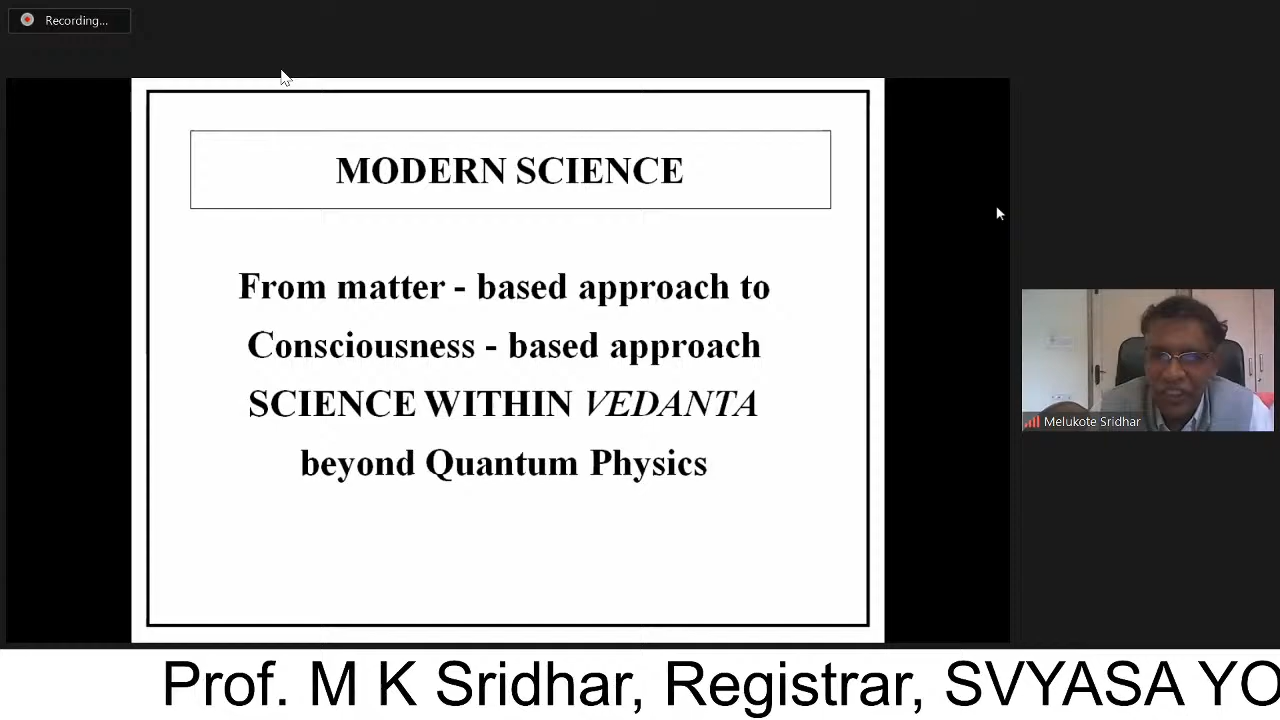 Recording...
MODERN SCIENCE
From matter - based approach to
Consciousness - based approach
SCIENCE WITHIN VEDANTA
beyond Quantum Physics
Melukote Sridhar
Prof. M K Sridhar, Registrar, SVYASA YO